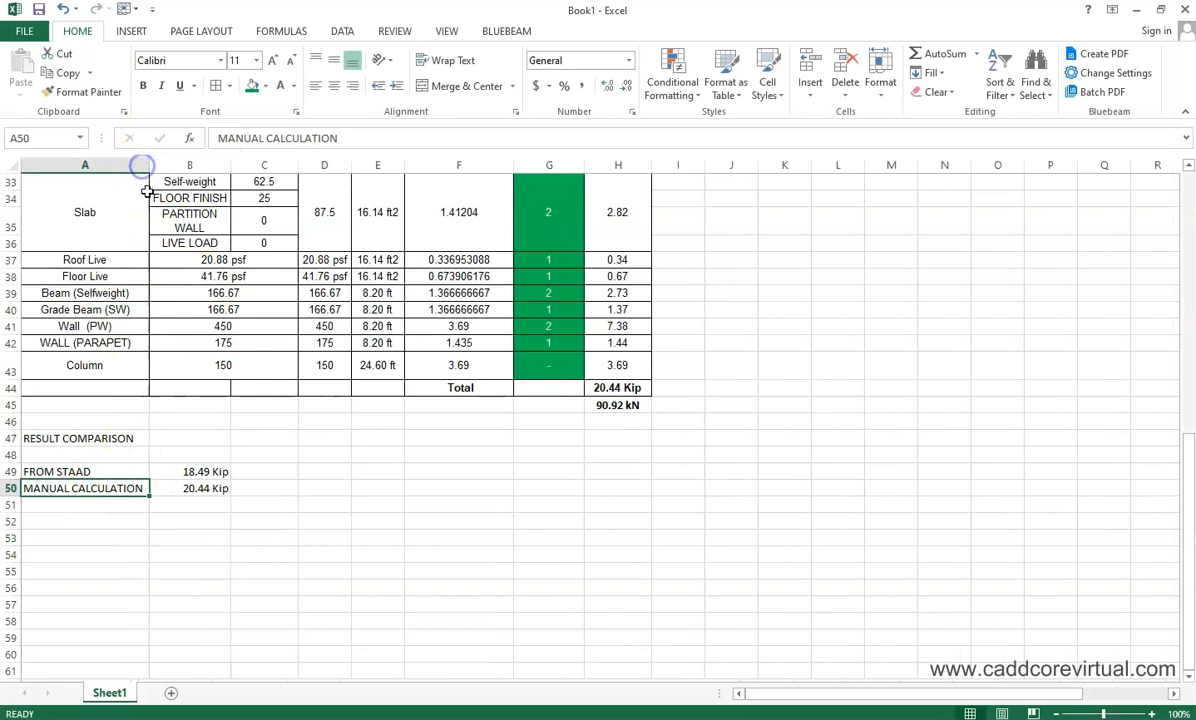 Book1 - Excel
?
FILE HOME INSERT PAGE LAYOUT FORMULAS DATA REVIEW VIEW BLUEBEAM Sign in
Paste
Cut
Copy
Format Painter
Calibri 11
B I U
Wrap Text
Merge & Center
General
$ % ,
Conditional Formatting
Format as Table
Cell Styles
Insert Delete Format
AutoSum
Fill
Clear
Sort & Filter
Find & Select
Create PDF
Change Settings
Batch PDF
Clipboard Font Alignment Number Styles Cells Editing Bluebeam
A50 fx MANUAL CALCULATION
A B C D E F G H I J K L M N O P Q R
33 Self-weight 62.5
34 Slab FLOOR FINISH 25 87.5 16.14 ft2 1.41204 2 2.82
35 PARTITION WALL 0
36 LIVE LOAD 0
37 Roof Live 20.88 psf 20.88 psf 16.14 ft2 0.336953088 1 0.34
38 Floor Live 41.76 psf 41.76 psf 16.14 ft2 0.673906176 1 0.67
39 Beam (Selfweight) 166.67 166.67 8.20 ft 1.366666667 2 2.73
40 Grade Beam (SW) 166.67 166.67 8.20 ft 1.366666667 1 1.37
41 Wall (PW) 450 450 8.20 ft 3.69 2 7.38
42 WALL (PARAPET) 175 175 8.20 ft 1.435 1 1.44
43 Column 150 150 24.60 ft 3.69 - 3.69
44 Total 20.44 Kip
45 90.92 kN
46
47 RESULT COMPARISON
48
49 FROM STAAD 18.49 Kip
50 MANUAL CALCULATION 20.44 Kip
51
52
53
54
55
56
57
58
59
60
61
www.caddcorevirtual.com
Sheet1
READY 100%